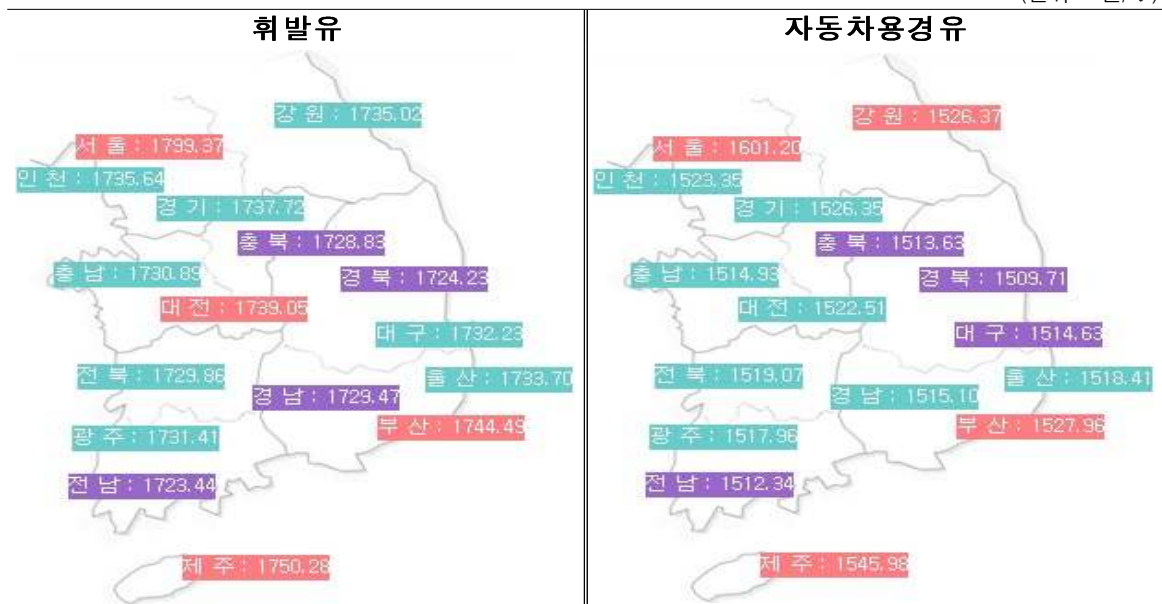 휘발유
강 원 : 1735.02
서 울 : 1799.37
인 천 : 1735.64
경 기 : 1737.72
충 북 : 1728.83
충 남 : 1730.89
경 북 : 1724.23
대 전 : 1739.05
대 구 : 1732.23
전 북 : 1729.86
울 산 : 1733.70
경 남 : 1729.47
부 산 : 1744.49
광 주 : 1731.41
전 남 : 1723.44
제 주 : 1750.28
자동차용경유
강 원 : 1526.37
서 울 : 1601.20
인 천 : 1523.35
경 기 : 1526.35
충 북 : 1513.63
충 남 : 1514.93
경 북 : 1509.71
대 전 : 1522.51
대 구 : 1514.63
전 북 : 1519.07
울 산 : 1518.41
경 남 : 1515.10
부 산 : 1527.96
광 주 : 1517.96
전 남 : 1512.34
제 주 : 1545.98